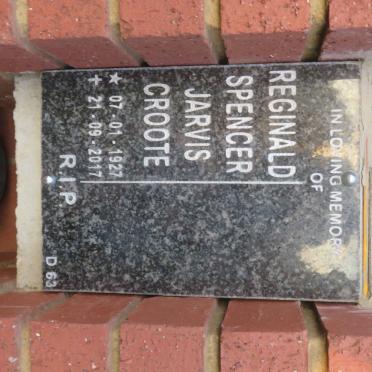 IN LOVING MEMORY
OF
REGINALD
SPENCER
JARVIS
CROOTE
★ 07 - 01 - 1927
✝ 21 - 09 - 2017
R.I.P
D 63